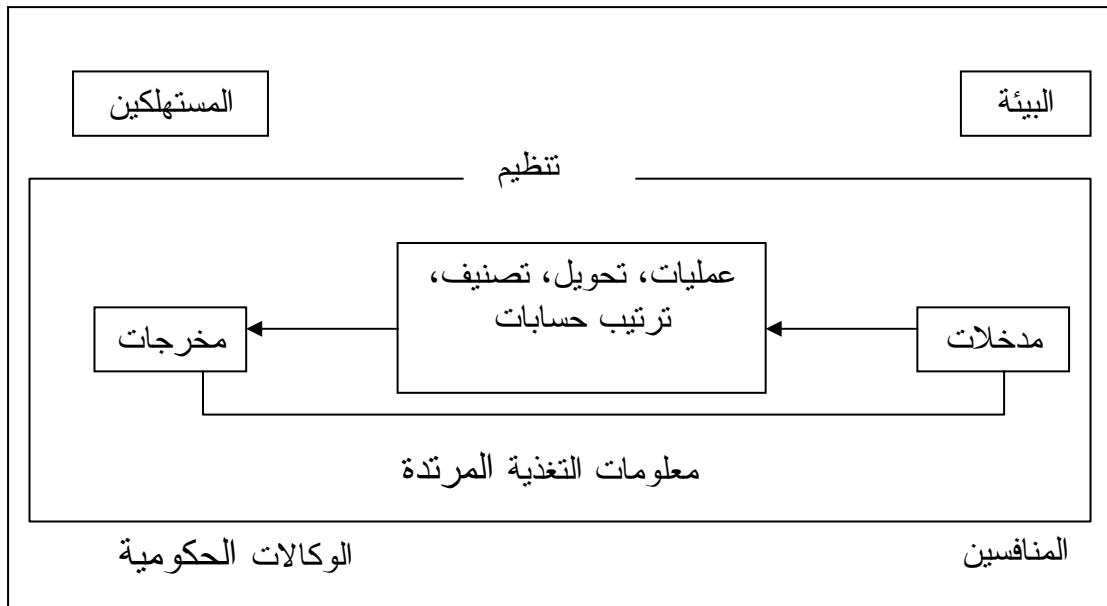 البيئة
المستهلكين
تنظيم
عمليات، تحويل، تصنيف،
ترتيب حسابات
مدخلات
مخرجات
معلومات التغذية المرتدة
المنافسين
الوكالات الحكومية